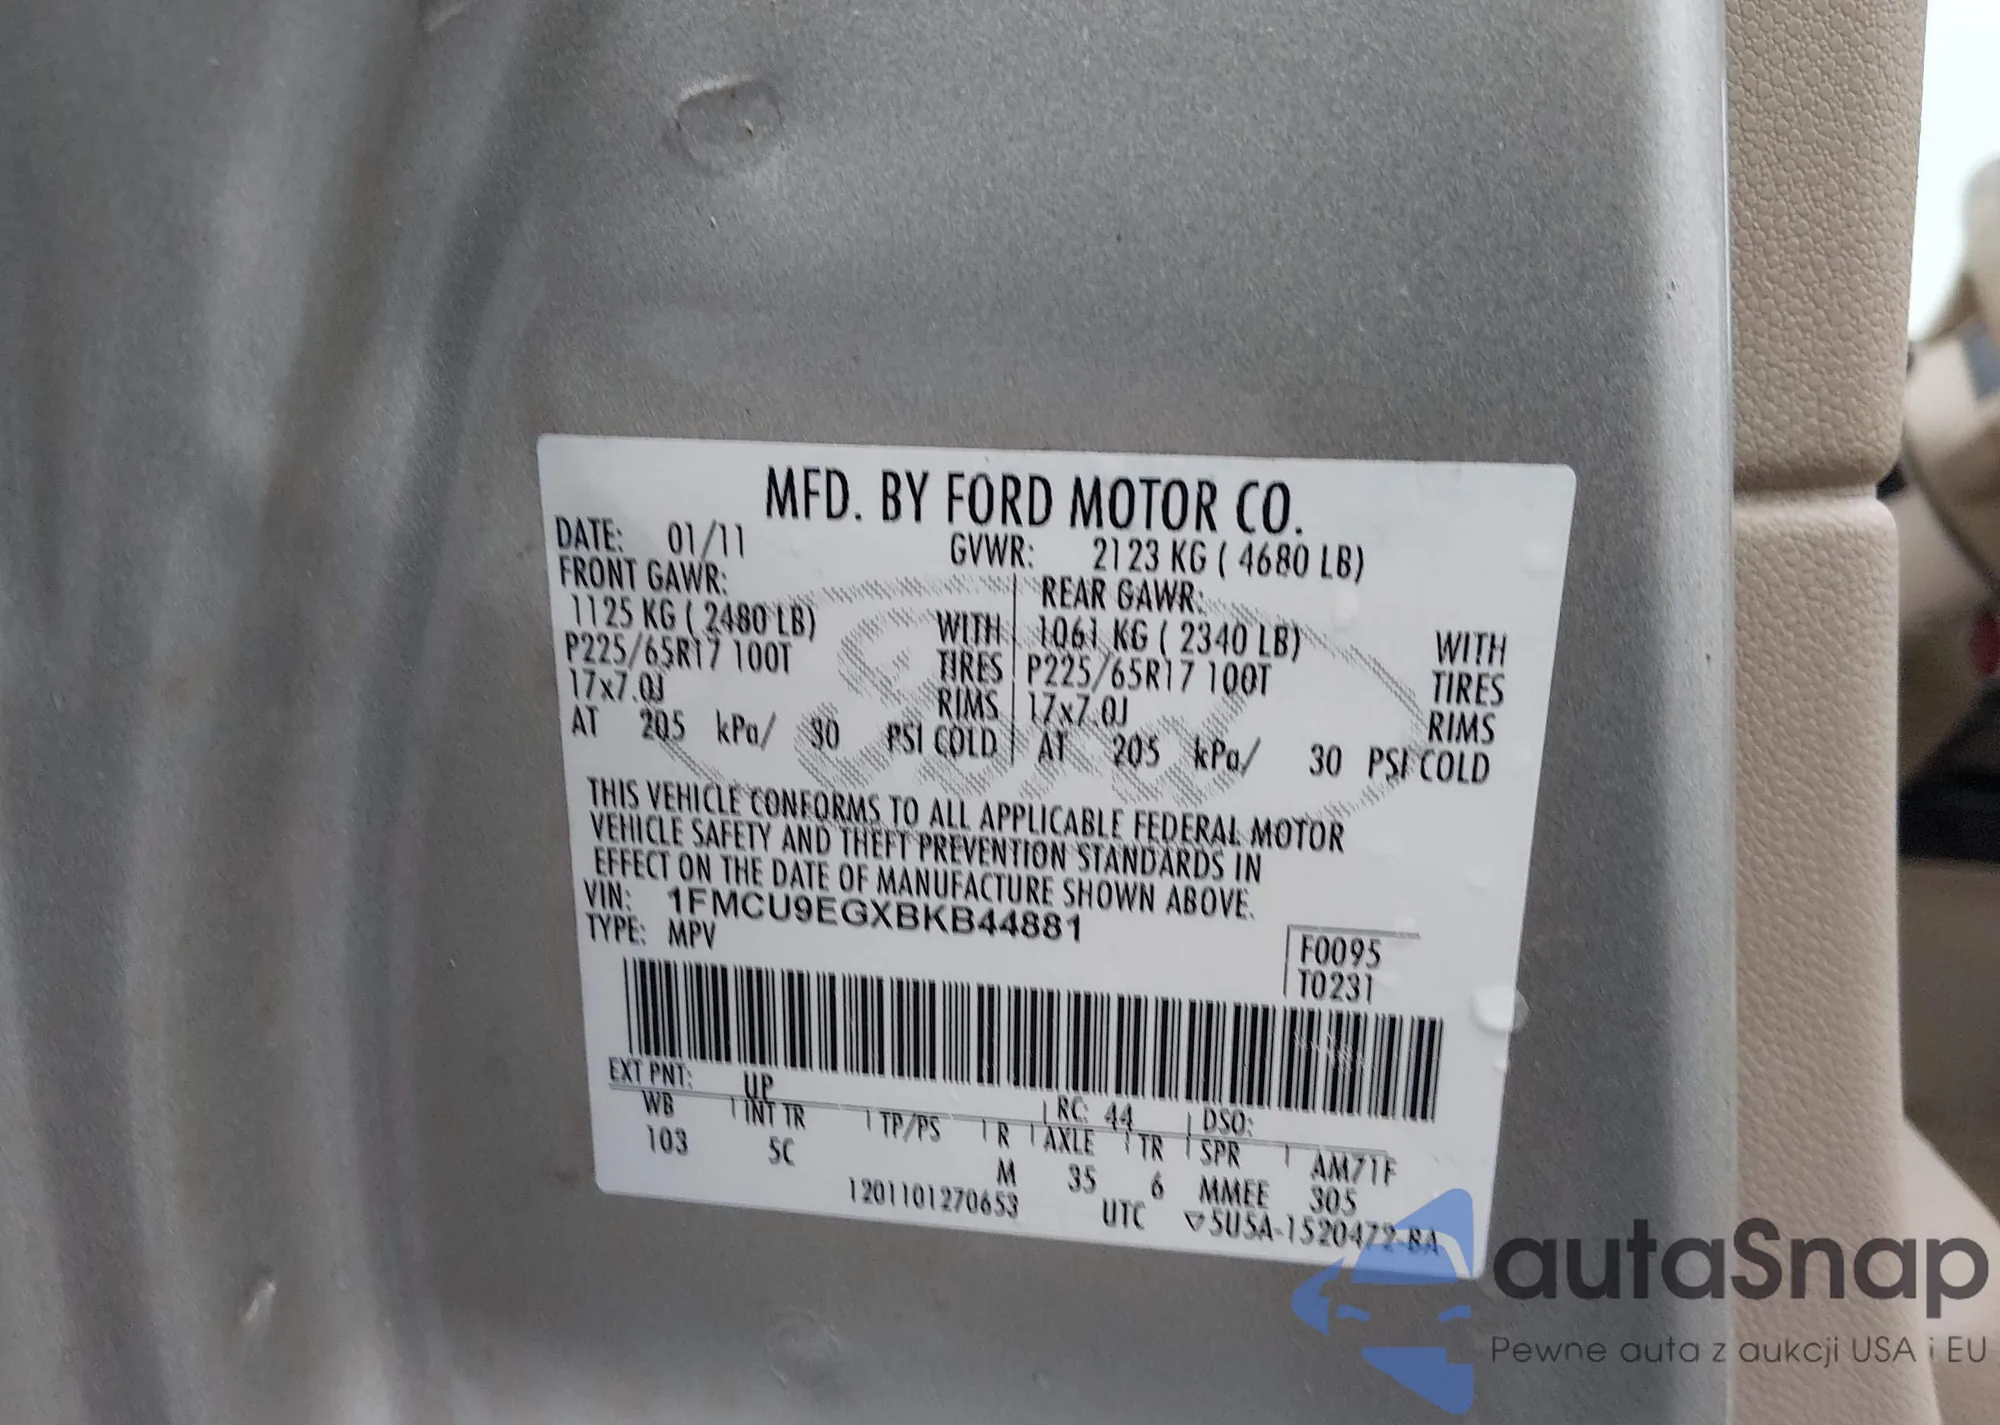 MFD. BY FORD MOTOR CO.
DATE: 01/11 GVWR: 2123 KG ( 4680 LB)
FRONT GAWR: REAR GAWR:
1125 KG ( 2480 LB) WITH 1061 KG ( 2340 LB) WITH
P225/65R17 100T TIRES P225/65R17 100T TIRES
17x7.0J RIMS 17x7.0J RIMS
AT 205 kPa/ 30 PSI COLD AT 205 kPa/ 30 PSI COLD
THIS VEHICLE CONFORMS TO ALL APPLICABLE FEDERAL MOTOR
VEHICLE SAFETY AND THEFT PREVENTION STANDARDS IN
EFFECT ON THE DATE OF MANUFACTURE SHOWN ABOVE.
VIN: 1FMCU9EGXBKB44881
TYPE: MPV
F0095
T0231
EXT PNT: UP RC: 44 DSO:
WB INT TR TP/PS R AXLE TR SPR AM71F
103 5C M 35 6 MMEE 305
1201101270653 UTC ▽5U5A-1520472-BA
Ford
autaSnap
Pewne auta z aukcji USA i EU